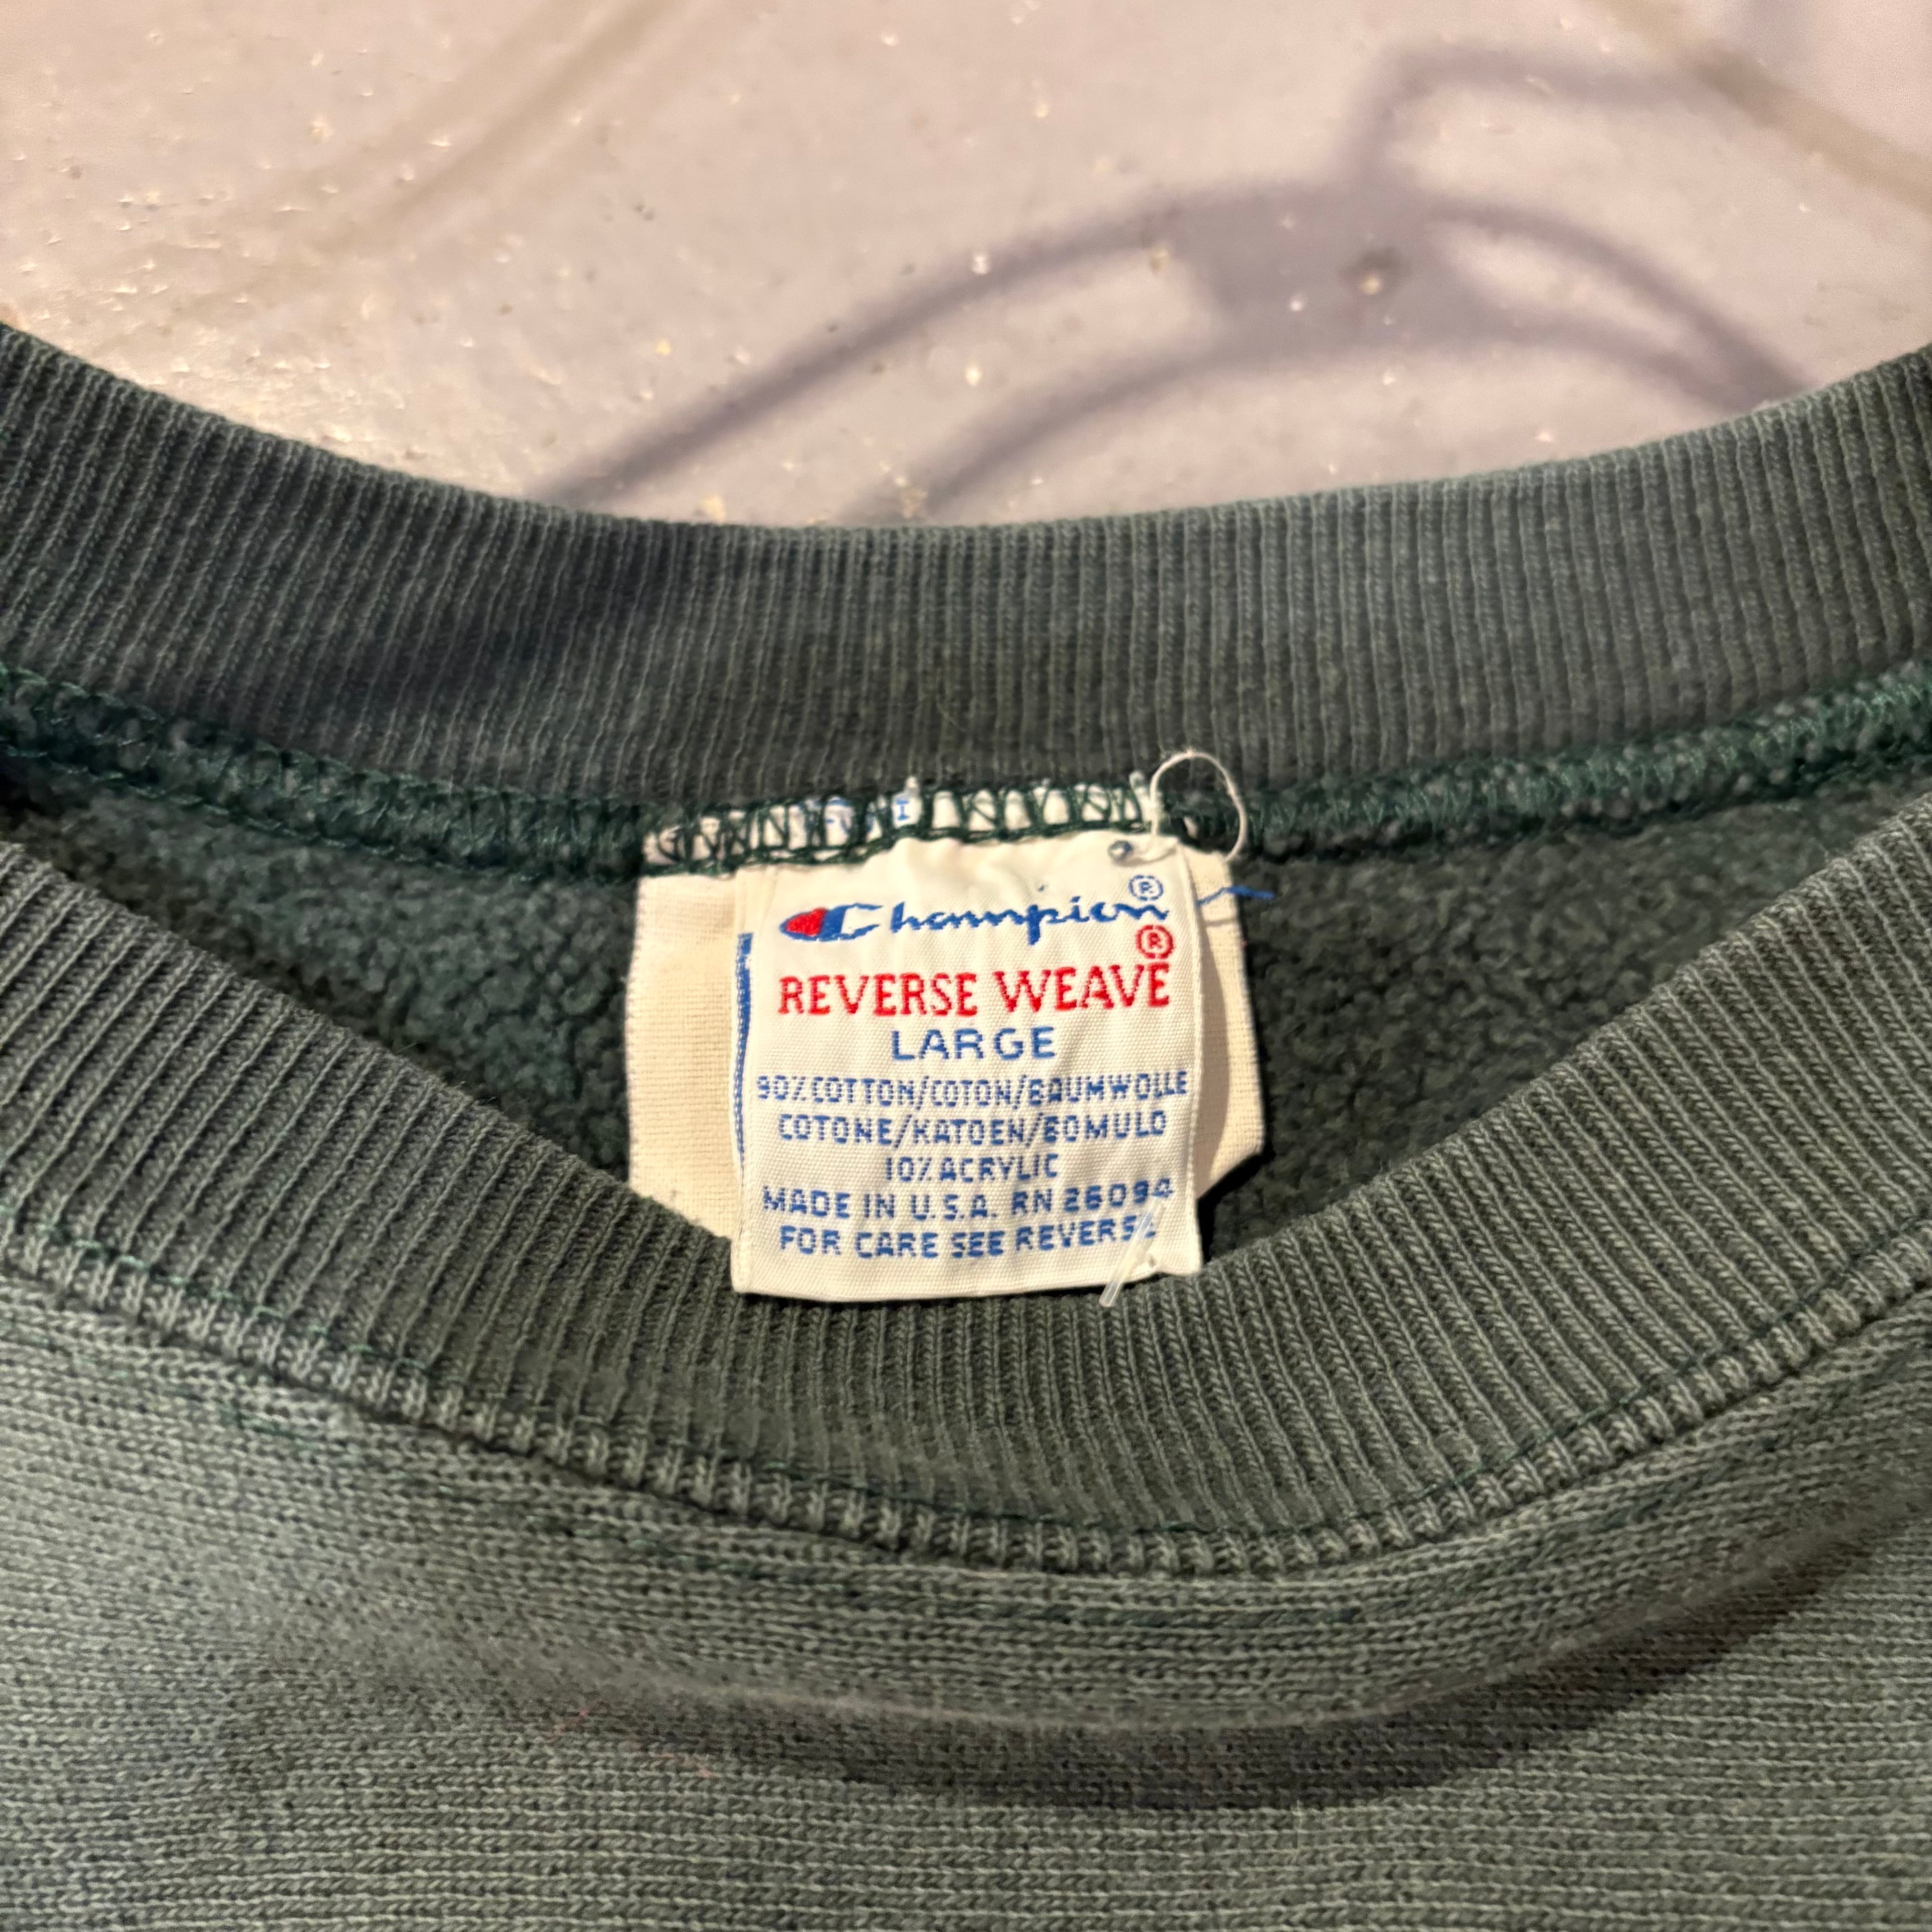 Champion®
®
REVERSE WEAVE
LARGE
90% COTTON/COTON/BAUMWOLLE
COTONE/KATOEN/BOMULD
10% ACRYLIC
MADE IN U.S.A. RN 26094
FOR CARE SEE REVERSE